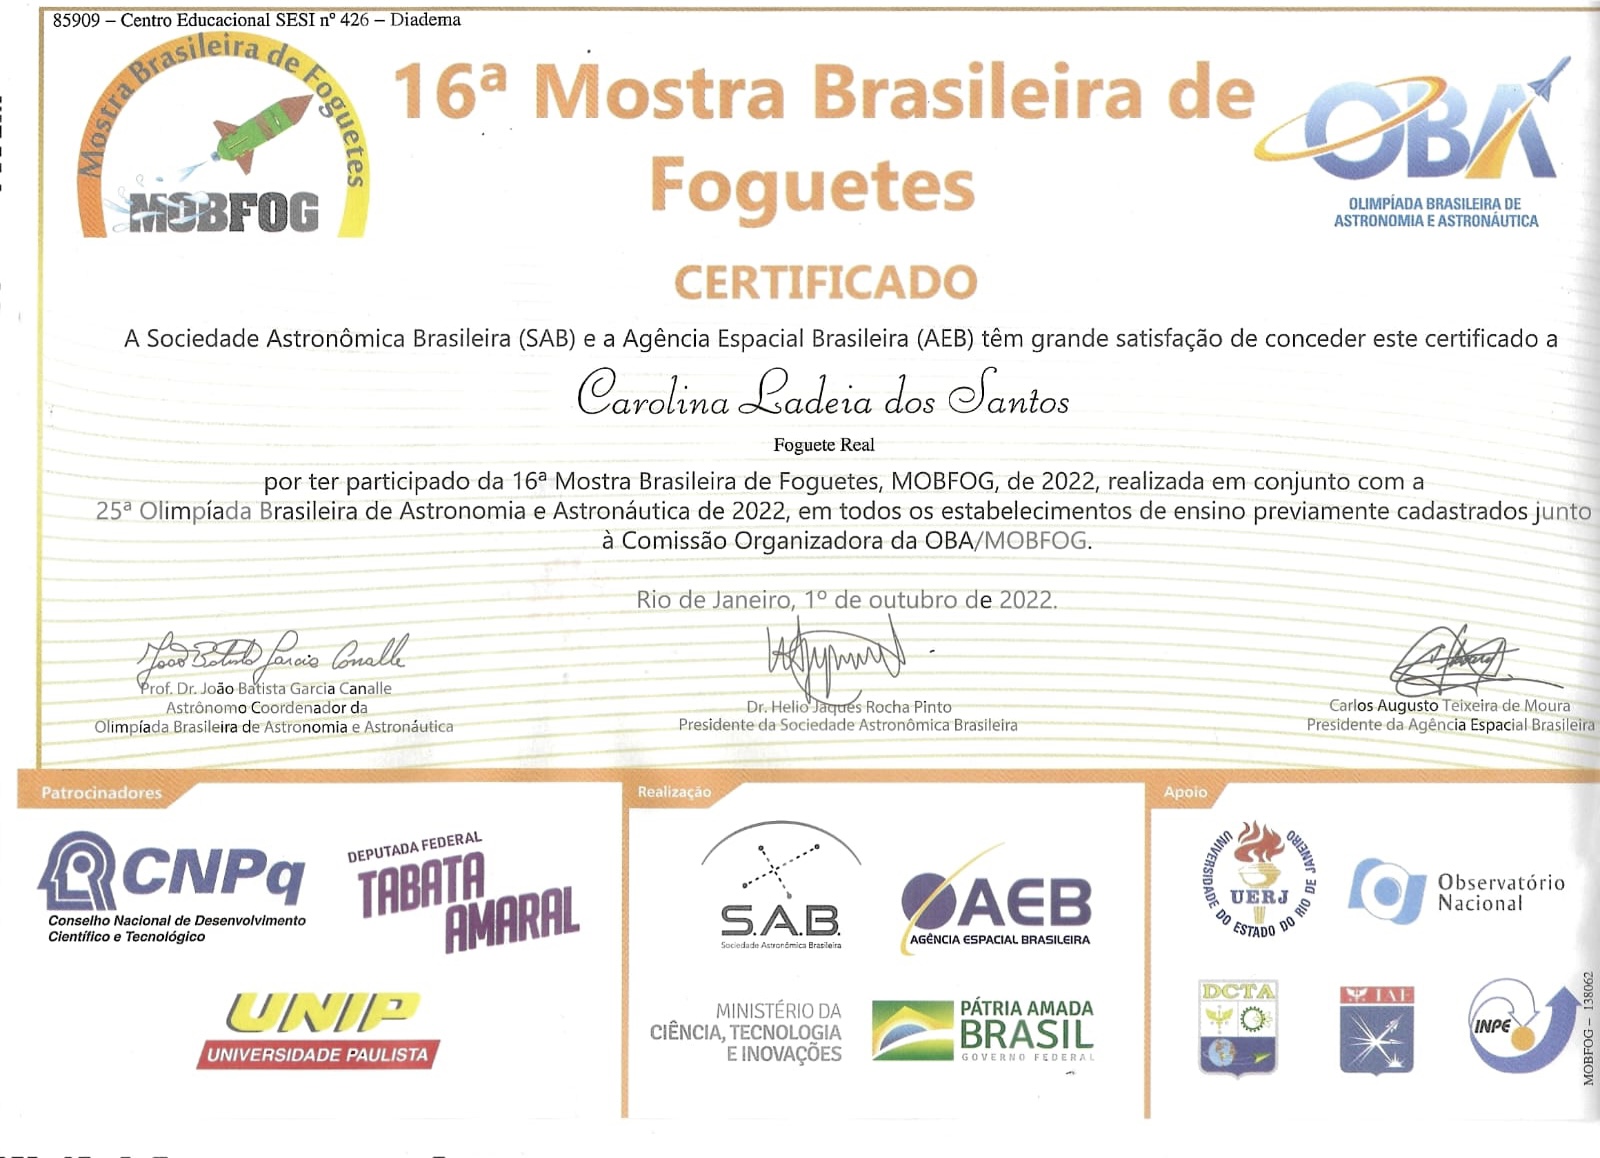 85909 – Centro Educacional SESI nº 426 – Diadema
Mostra Brasileira de Foguetes
MOBFOG
16ª Mostra Brasileira de
Foguetes
OBA
OLIMPÍADA BRASILEIRA DE
ASTRONOMIA E ASTRONÁUTICA
CERTIFICADO
A Sociedade Astronômica Brasileira (SAB) e a Agência Espacial Brasileira (AEB) têm grande satisfação de conceder este certificado a
Carolina Ladeia dos Santos
Foguete Real
por ter participado da 16ª Mostra Brasileira de Foguetes, MOBFOG, de 2022, realizada em conjunto com a
25ª Olimpíada Brasileira de Astronomia e Astronáutica de 2022, em todos os estabelecimentos de ensino previamente cadastrados junto
à Comissão Organizadora da OBA/MOBFOG.
Rio de Janeiro, 1º de outubro de 2022.
João Batista Garcia Canalle
Prof. Dr. João Batista Garcia Canalle
Astrônomo Coordenador da
Olimpíada Brasileira de Astronomia e Astronáutica
Dr. Helio Jaques Rocha Pinto
Presidente da Sociedade Astronômica Brasileira
Carlos Augusto Teixeira de Moura
Presidente da Agência Espacial Brasileira
Patrocinadores
CNPq
Conselho Nacional de Desenvolvimento
Científico e Tecnológico
DEPUTADA FEDERAL
TABATA
AMARAL
UNIP
UNIVERSIDADE PAULISTA
Realização
S.A.B.
Sociedade Astronômica Brasileira
AEB
AGÊNCIA ESPACIAL BRASILEIRA
MINISTÉRIO DA
CIÊNCIA, TECNOLOGIA
E INOVAÇÕES
PÁTRIA AMADA
BRASIL
GOVERNO FEDERAL
Apoio
UNIVERSIDADE DO ESTADO DO RIO DE JANEIRO
UERJ
Observatório
Nacional
DCTA
IAE
INPE
MOBFOG – 138062